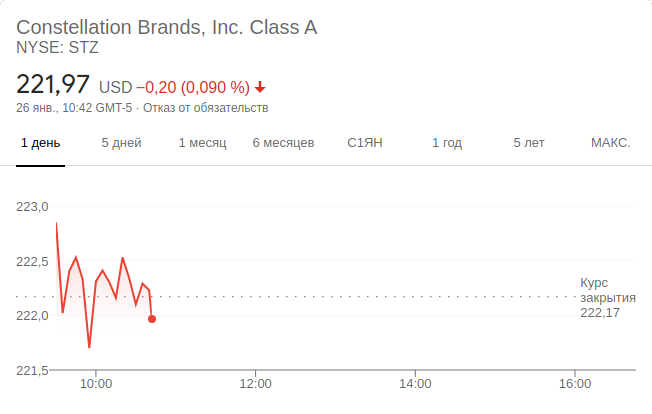 Constellation Brands, Inc. Class A
NYSE: STZ
221,97 USD −0,20 (0,090 %)
26 янв., 10:42 GMT-5 · Отказ от обязательств
1 день 5 дней 1 месяц 6 месяцев С1ЯН 1 год 5 лет МАКС.
223,0
222,5
Курс
закрытия
222,17
222,0
221,5
10:00 12:00 14:00 16:00